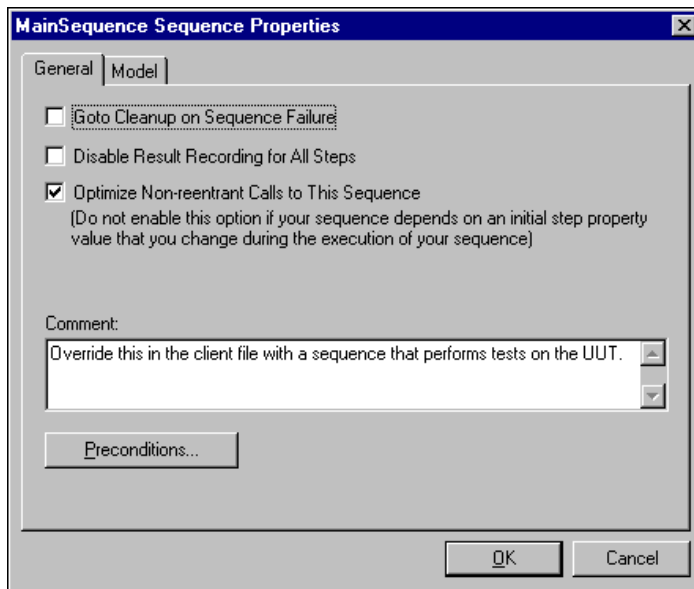 MainSequence Sequence Properties
General
Model
Goto Cleanup on Sequence Failure
Disable Result Recording for All Steps
Optimize Non-reentrant Calls to This Sequence
(Do not enable this option if your sequence depends on an initial step property
value that you change during the execution of your sequence)
Comment:
Override this in the client file with a sequence that performs tests on the UUT.
Preconditions...
OK
Cancel